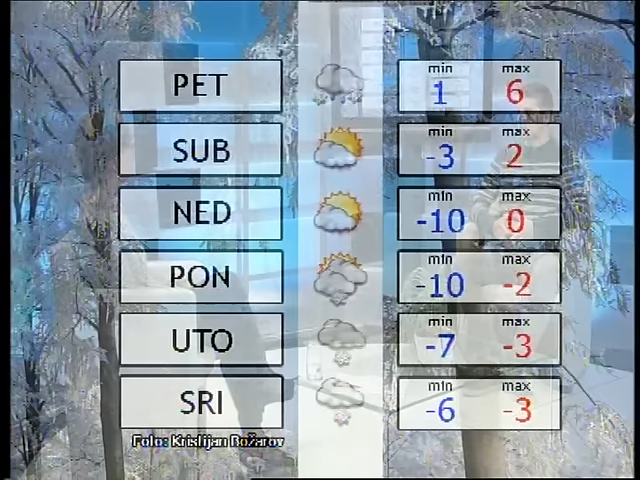 PET min max 1 6
SUB min max -3 2
NED min max -10 0
PON min max -10 -2
UTO min max -7 -3
SRI min max -6 -3
Foto: Kristijan Božarov